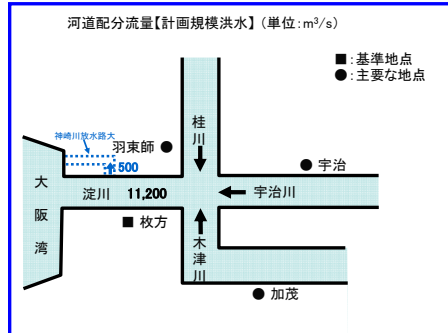 河道配分流量【計画規模洪水】(単位:m³/s)
■:基準地点
●:主要な地点
神崎川放水路大
羽束師 ●
桂川
● 宇治
500
大阪湾
淀川 11,200
宇治川
■ 枚方
木津川
● 加茂